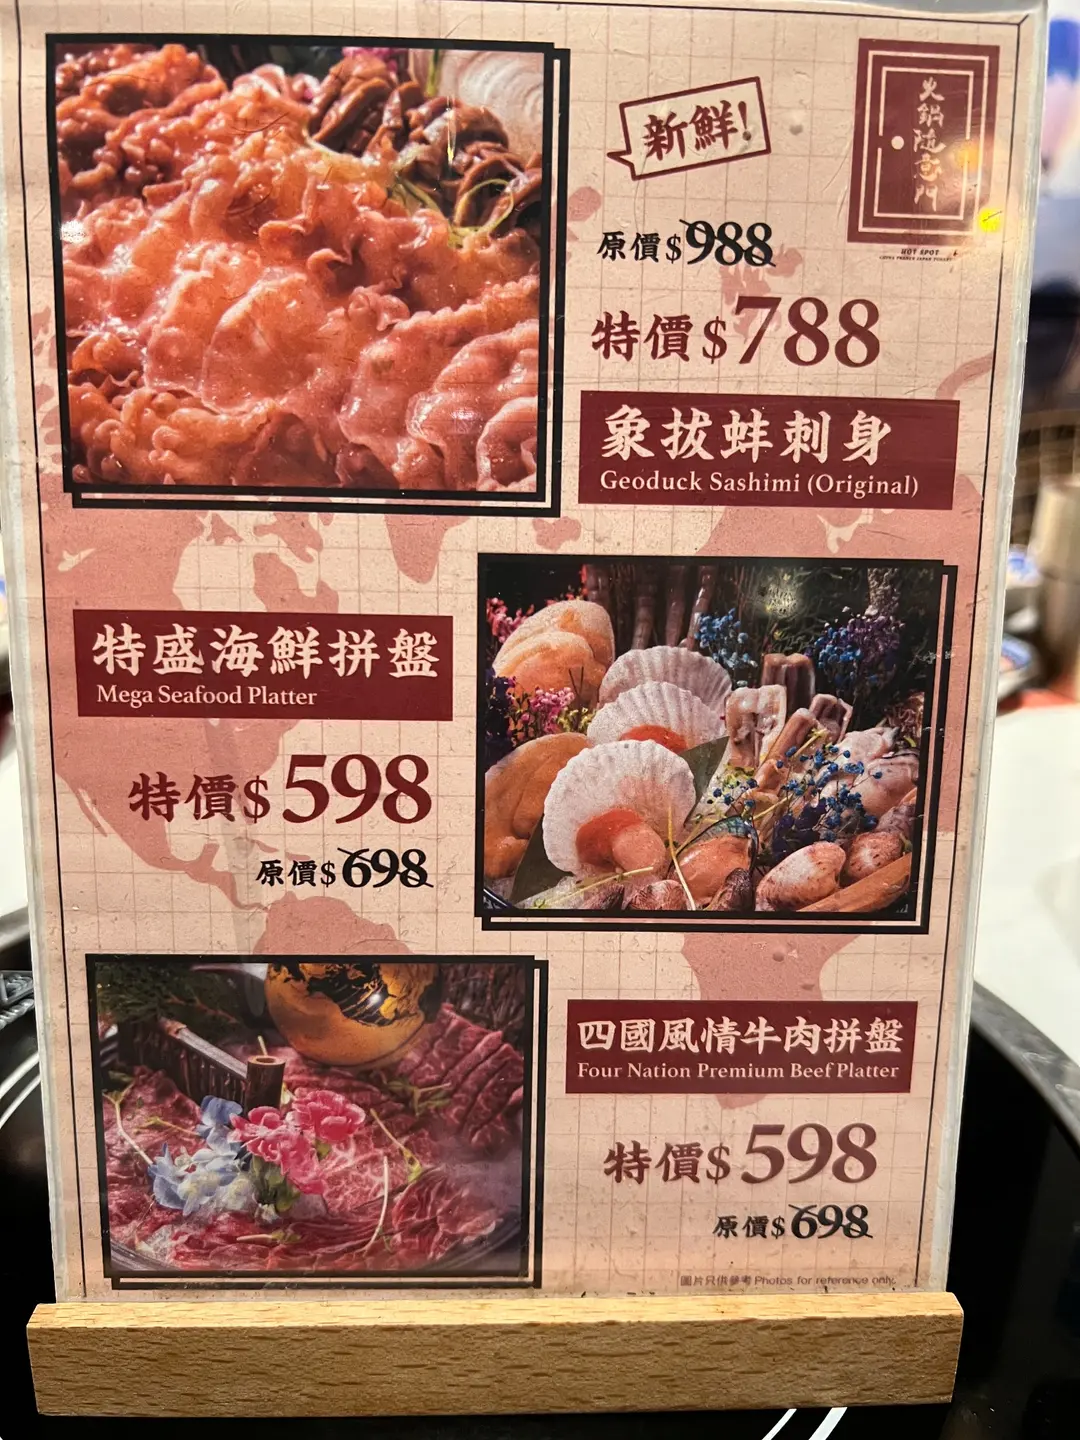 新鮮!
火鍋隨意門
HOT SPOT
原價$988
特價$788
象拔蚌刺身
Geoduck Sashimi (Original)
特盛海鮮拼盤
Mega Seafood Platter
特價$598
原價$698
四國風情牛肉拼盤
Four Nation Premium Beef Platter
特價$598
原價$698
圖片只供參考 Photos for reference only.